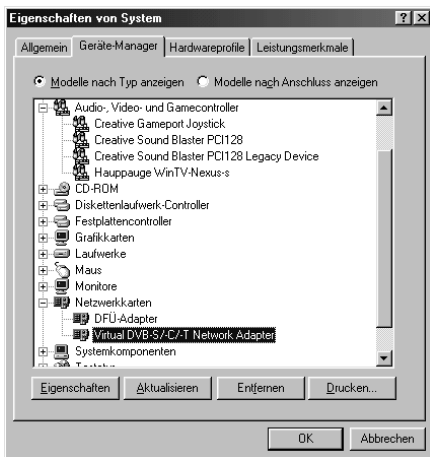 Eigenschaften von System
Allgemein Geräte-Manager Hardwareprofile Leistungsmerkmale
Modelle nach Typ anzeigen Modelle nach Anschluss anzeigen
Audio-, Video- und Gamecontroller
Creative Gameport Joystick
Creative Sound Blaster PCI128
Creative Sound Blaster PCI128 Legacy Device
Hauppauge WinTV-Nexus-s
CD-ROM
Diskettenlaufwerk-Controller
Festplattencontroller
Grafikkarten
Laufwerke
Maus
Monitore
Netzwerkkarten
DFÜ-Adapter
Virtual DVB-S/-C/-T Network Adapter
Systemkomponenten
Eigenschaften Aktualisieren Entfernen Drucken...
OK Abbrechen